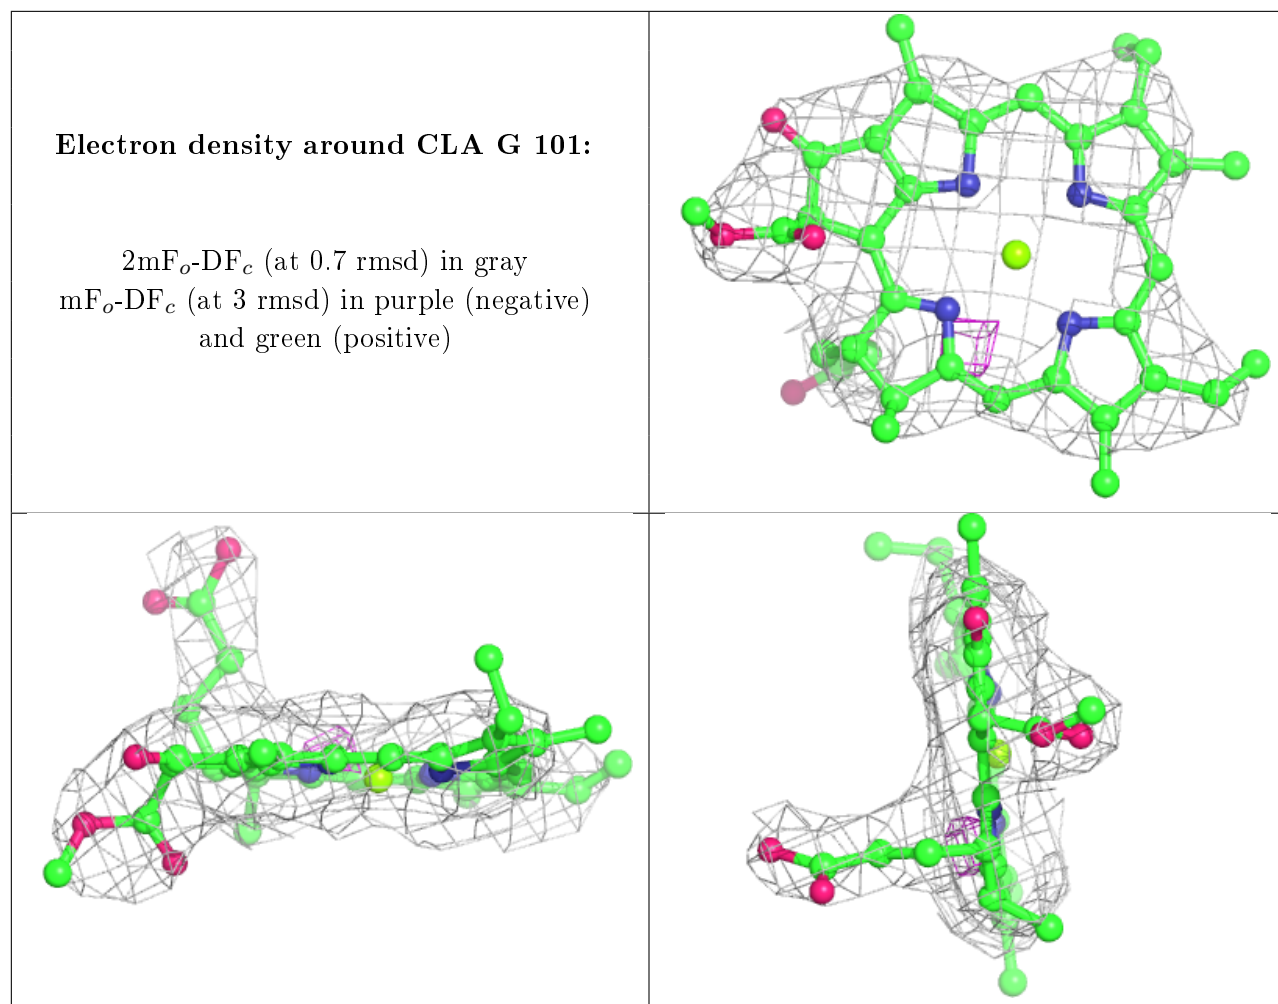 Electron density around CLA G 101:
2mFo-DFc (at 0.7 rmsd) in gray
mFo-DFc (at 3 rmsd) in purple (negative)
and green (positive)